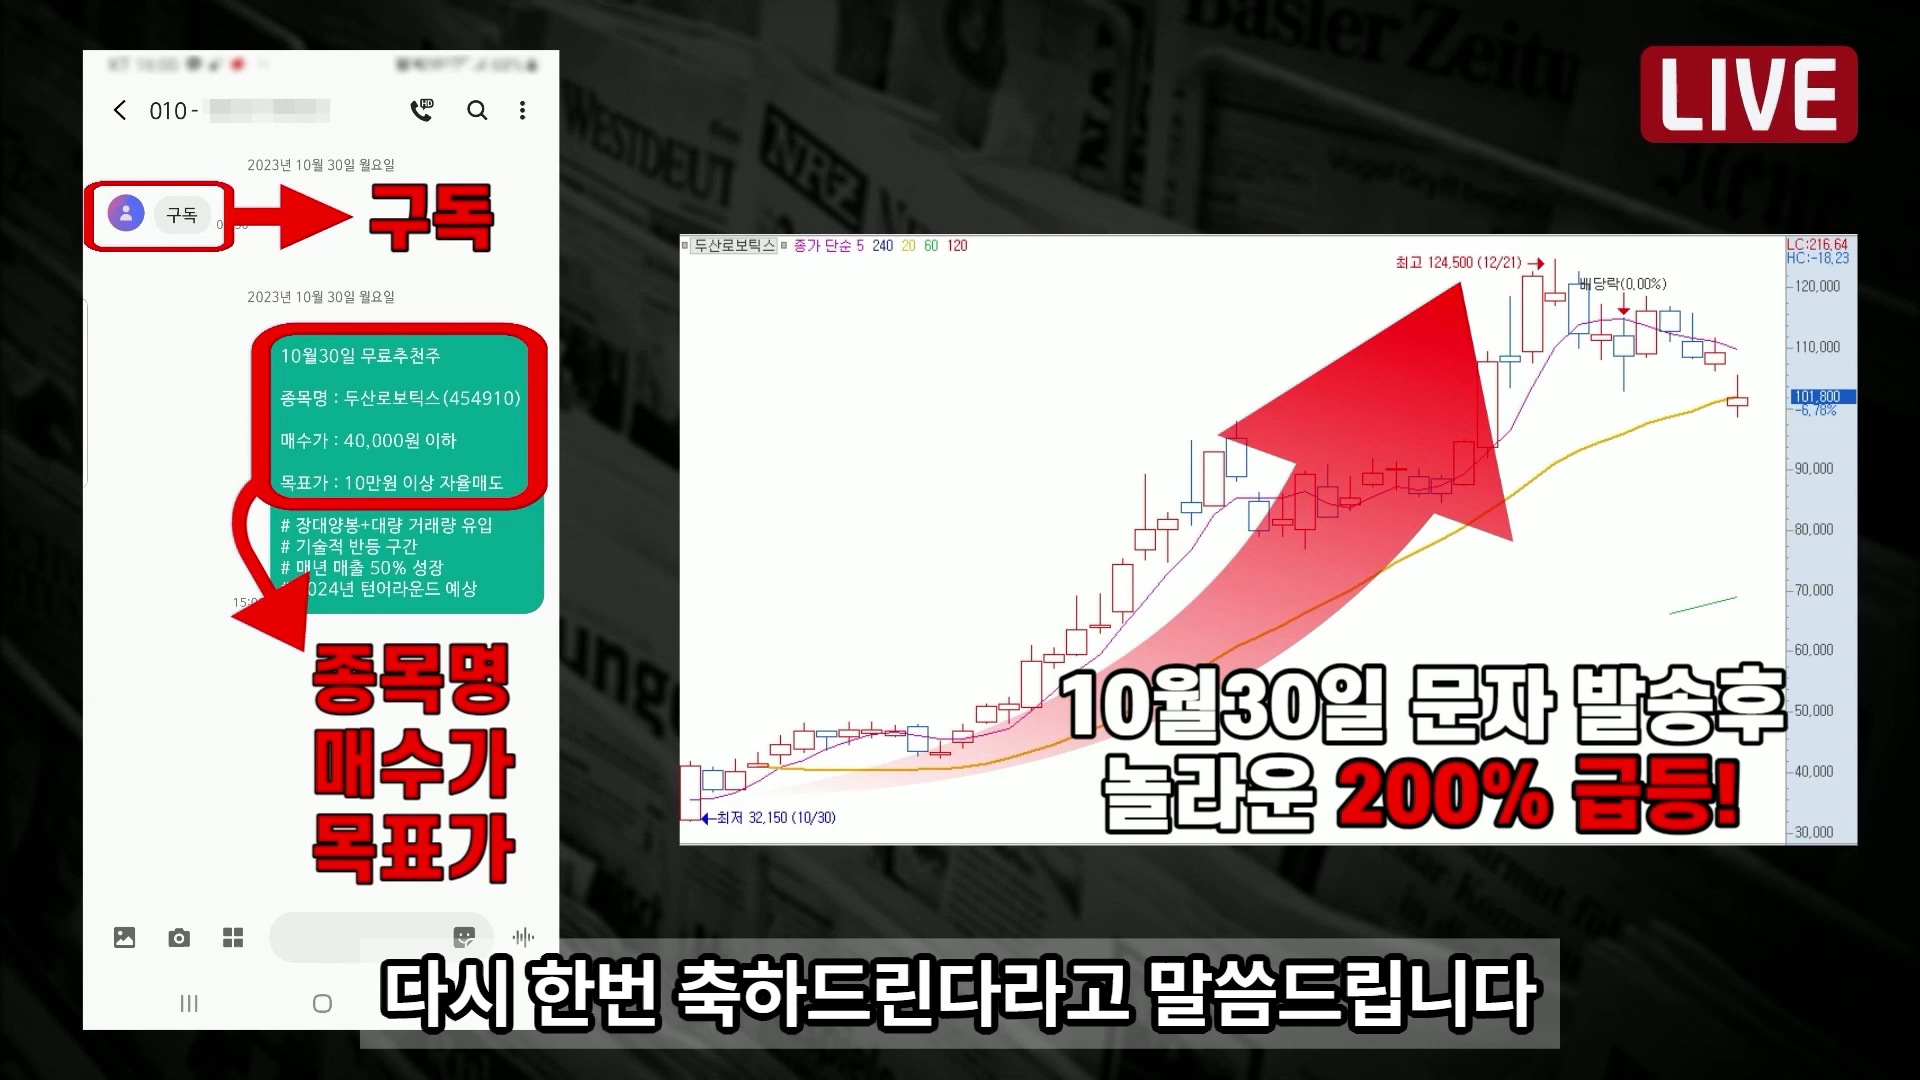 Basler Zeitu
WESTDEUT
NRZ
LIVE
010 -
2023년 10월 30일 월요일
구독
구독
2023년 10월 30일 월요일
10월30일 무료추천주
종목명 : 두산로보틱스(454910)
매수가 : 40,000원 이하
목표가 : 10만원 이상 자율매도
# 장대양봉+대량 거래량 유입
# 기술적 반등 구간
# 매년 매출 50% 성장
024년 턴어라운드 예상
종목명
매수가
목표가
두산로보틱스 종가 단순 5 240 20 60 120
LC:216,64
HC:-18,23
최고 124,500 (12/21)
배당락(0,00%)
120,000
110,000
101,800
-6,78%
90,000
80,000
70,000
60,000
50,000
40,000
30,000
최저 32,150 (10/30)
10월30일 문자 발송후
놀라운 200% 급등!
다시 한번 축하드린다라고 말씀드립니다